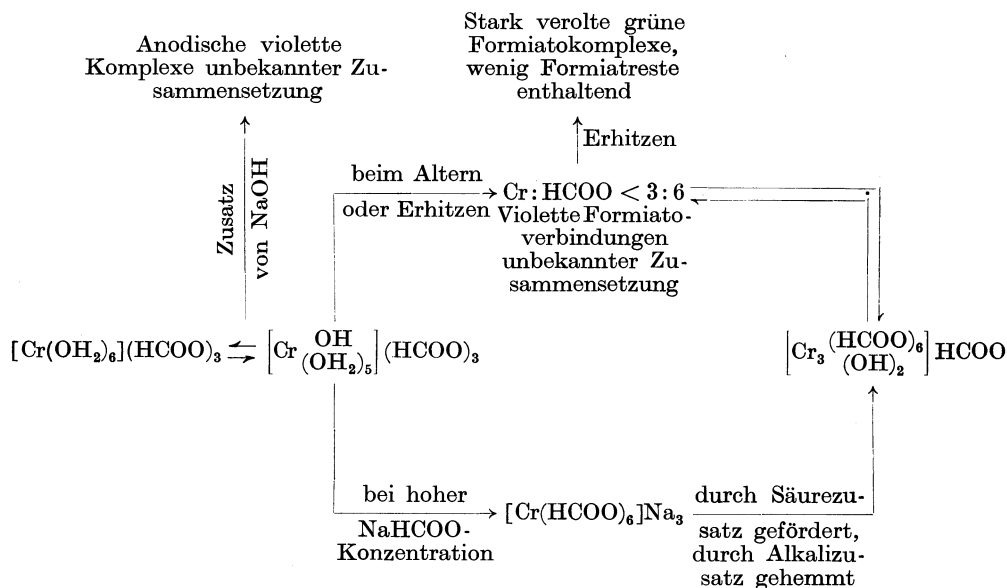 Anodische violette
Komplexe unbekannter Zu-
sammensetzung
Stark verolte grüne
Formiatokomplexe,
wenig Formiatreste
enthaltend
Erhitzen
Zusatz
von NaOH
beim Altern
oder Erhitzen
Cr : HCOO < 3 : 6
Violette Formiato-
verbindungen
unbekannter Zu-
sammensetzung
[Cr(OH₂)₆](HCOO)₃ ⇌ [Cr OH (OH₂)₅] (HCOO)₃
[Cr₃ (HCOO)₆ (OH)₂] HCOO
bei hoher
NaHCOO-
Konzentration
[Cr(HCOO)₆]Na₃
durch Säurezu-
satz gefördert,
durch Alkalizu-
satz gehemmt